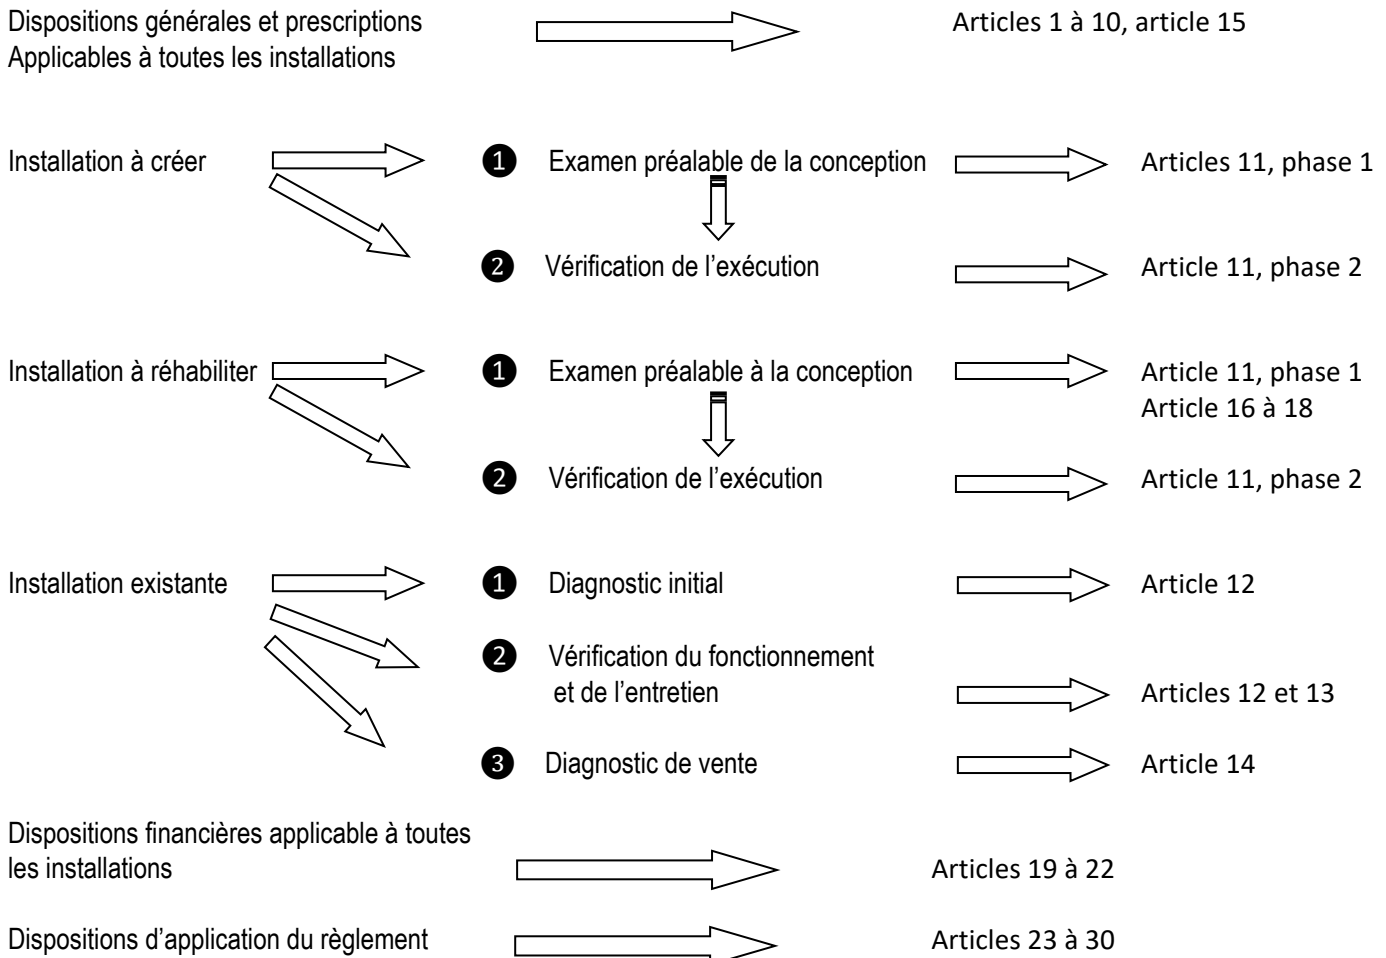 Dispositions générales et prescriptions
Applicables à toutes les installations
Articles 1 à 10, article 15
Installation à créer
❶ Examen préalable de la conception
Articles 11, phase 1
❷ Vérification de l’exécution
Article 11, phase 2
Installation à réhabiliter
❶ Examen préalable à la conception
Article 11, phase 1
Article 16 à 18
❷ Vérification de l’exécution
Article 11, phase 2
Installation existante
❶ Diagnostic initial
Article 12
❷ Vérification du fonctionnement
et de l’entretien
Articles 12 et 13
❸ Diagnostic de vente
Article 14
Dispositions financières applicable à toutes
les installations
Articles 19 à 22
Dispositions d’application du règlement
Articles 23 à 30